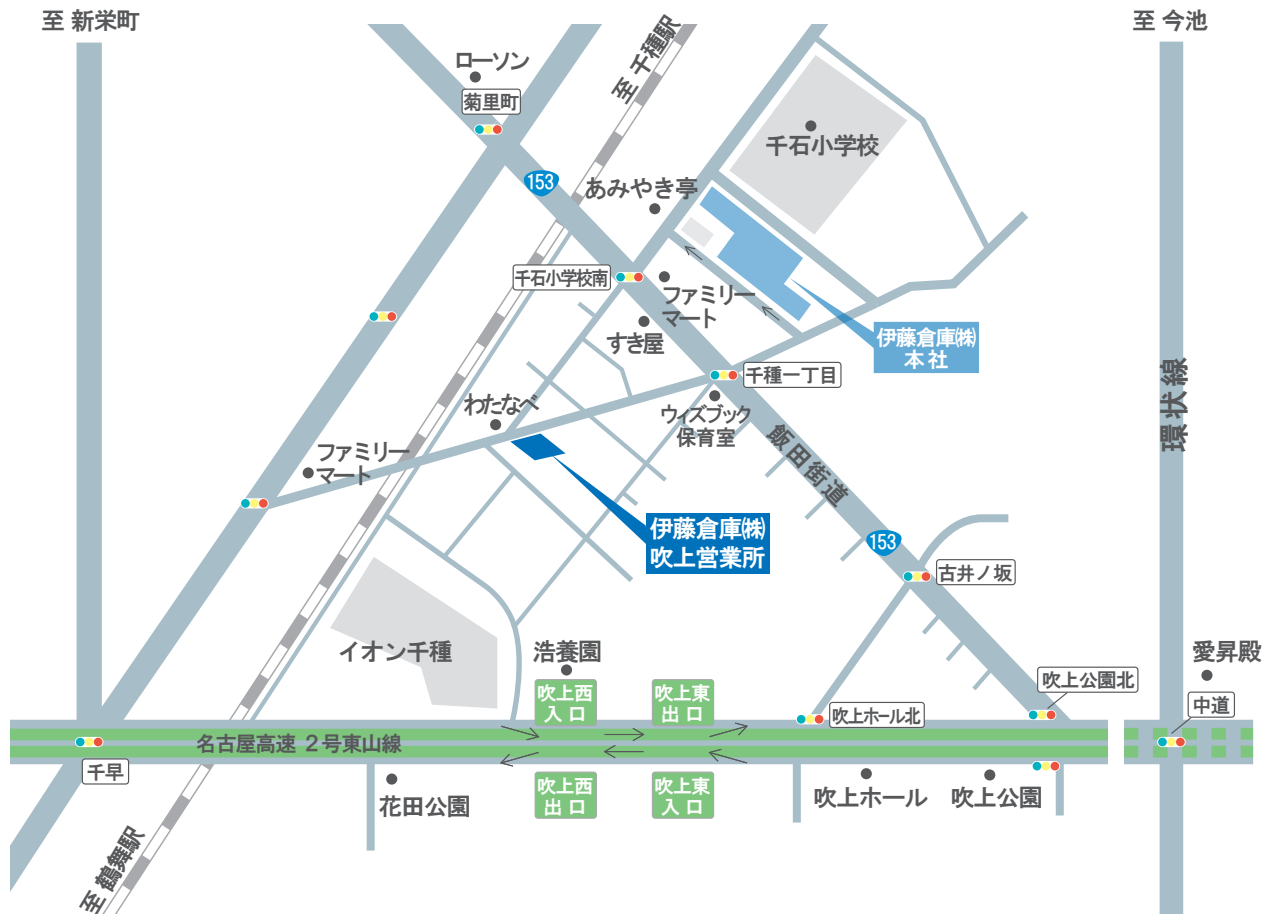 至 新栄町
至 千種駅
至 今池
ローソン
菊里町
153
千石小学校
あみやき亭
千石小学校南
ファミリー
マート
すき屋
伊藤倉庫㈱
本社
千種一丁目
わたなべ
ウィズブック
保育室
環状線
飯田街道
ファミリー
マート
伊藤倉庫㈱
吹上営業所
153
古井ノ坂
イオン千種
浩養園
愛昇殿
吹上公園北
吹上西
入口
吹上東
出口
吹上ホール北
中道
名古屋高速 2号東山線
千早
花田公園
吹上西
出口
吹上東
入口
吹上ホール
吹上公園
至 鶴舞駅